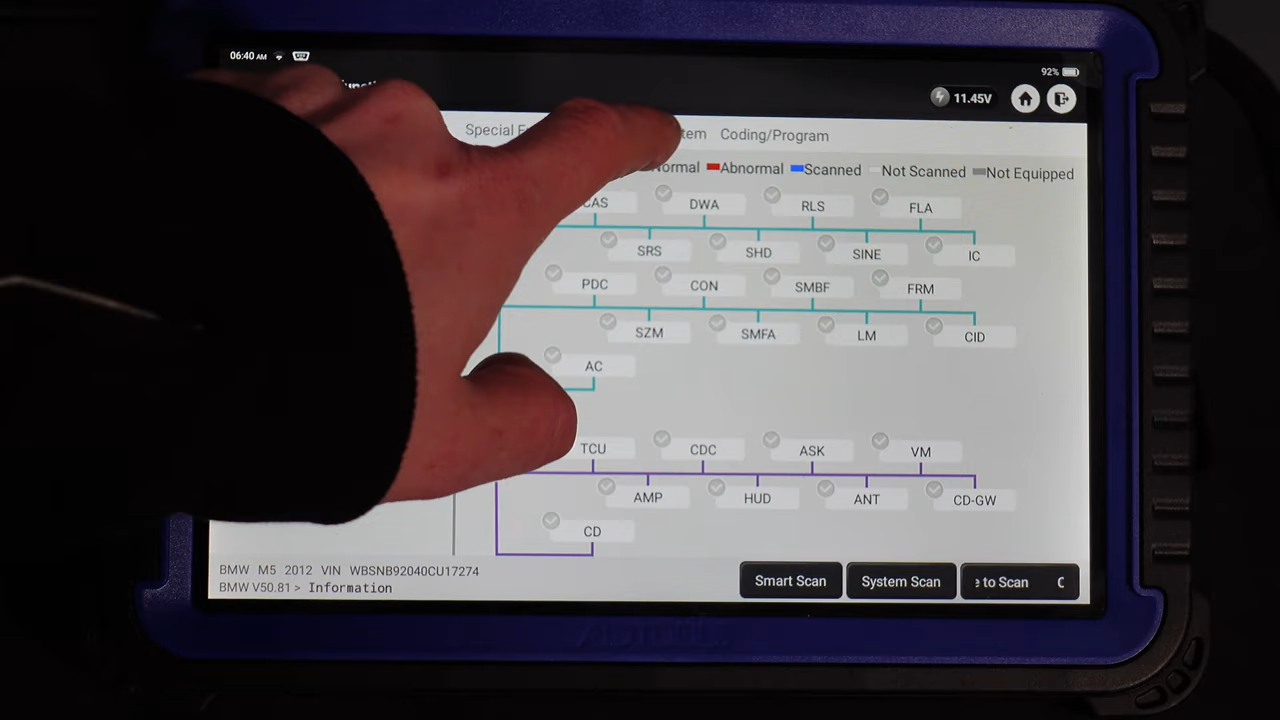 06:40 AM
92%
11.45V
Special
Coding/Program
Normal Abnormal Scanned Not Scanned Not Equipped
CAS DWA RLS FLA
SRS SHD SINE IC
PDC CON SMBF FRM
SZM SMFA LM CID
AC
TCU CDC ASK VM
AMP HUD ANT CD-GW
CD
BMW M5 2012 VIN WBSNB92040CU17274
BMW V50.81 > Information
Smart Scan System Scan to Scan C